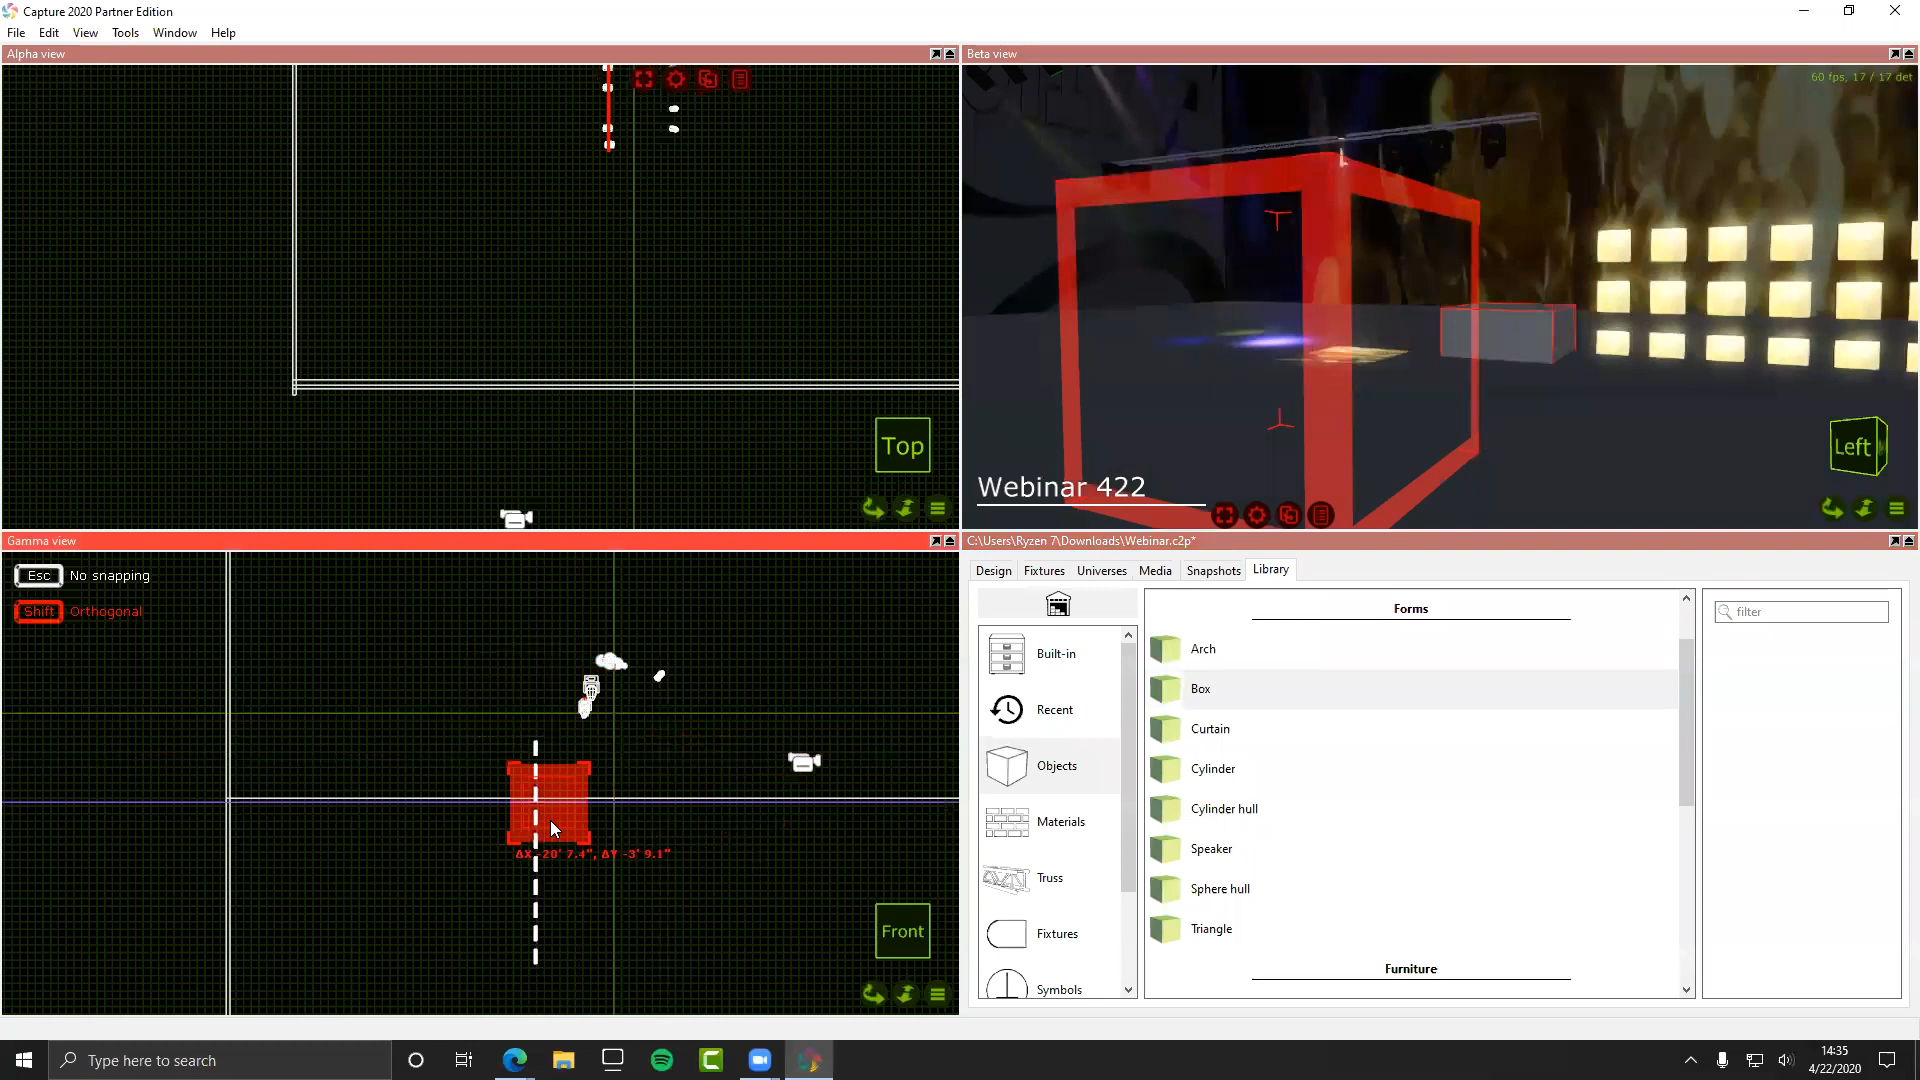 Capture 2020 Partner Edition
File Edit View Tools Window Help
Alpha view
Beta view
60 fps, 17 / 17 det
Top
Left
Webinar 422
Gamma view
C:\Users\Ryzen 7\Downloads\Webinar.c2p*
Esc No snapping
Shift Orthogonal
Design Fixtures Universes Media Snapshots Library
Forms
filter
Built-in
Recent
Objects
Materials
Truss
Fixtures
Symbols
Arch
Box
Curtain
Cylinder
Cylinder hull
Speaker
Sphere hull
Triangle
Furniture
ΔX -20' 7.4", ΔY -3' 9.1"
Front
Type here to search
14:35
4/22/2020